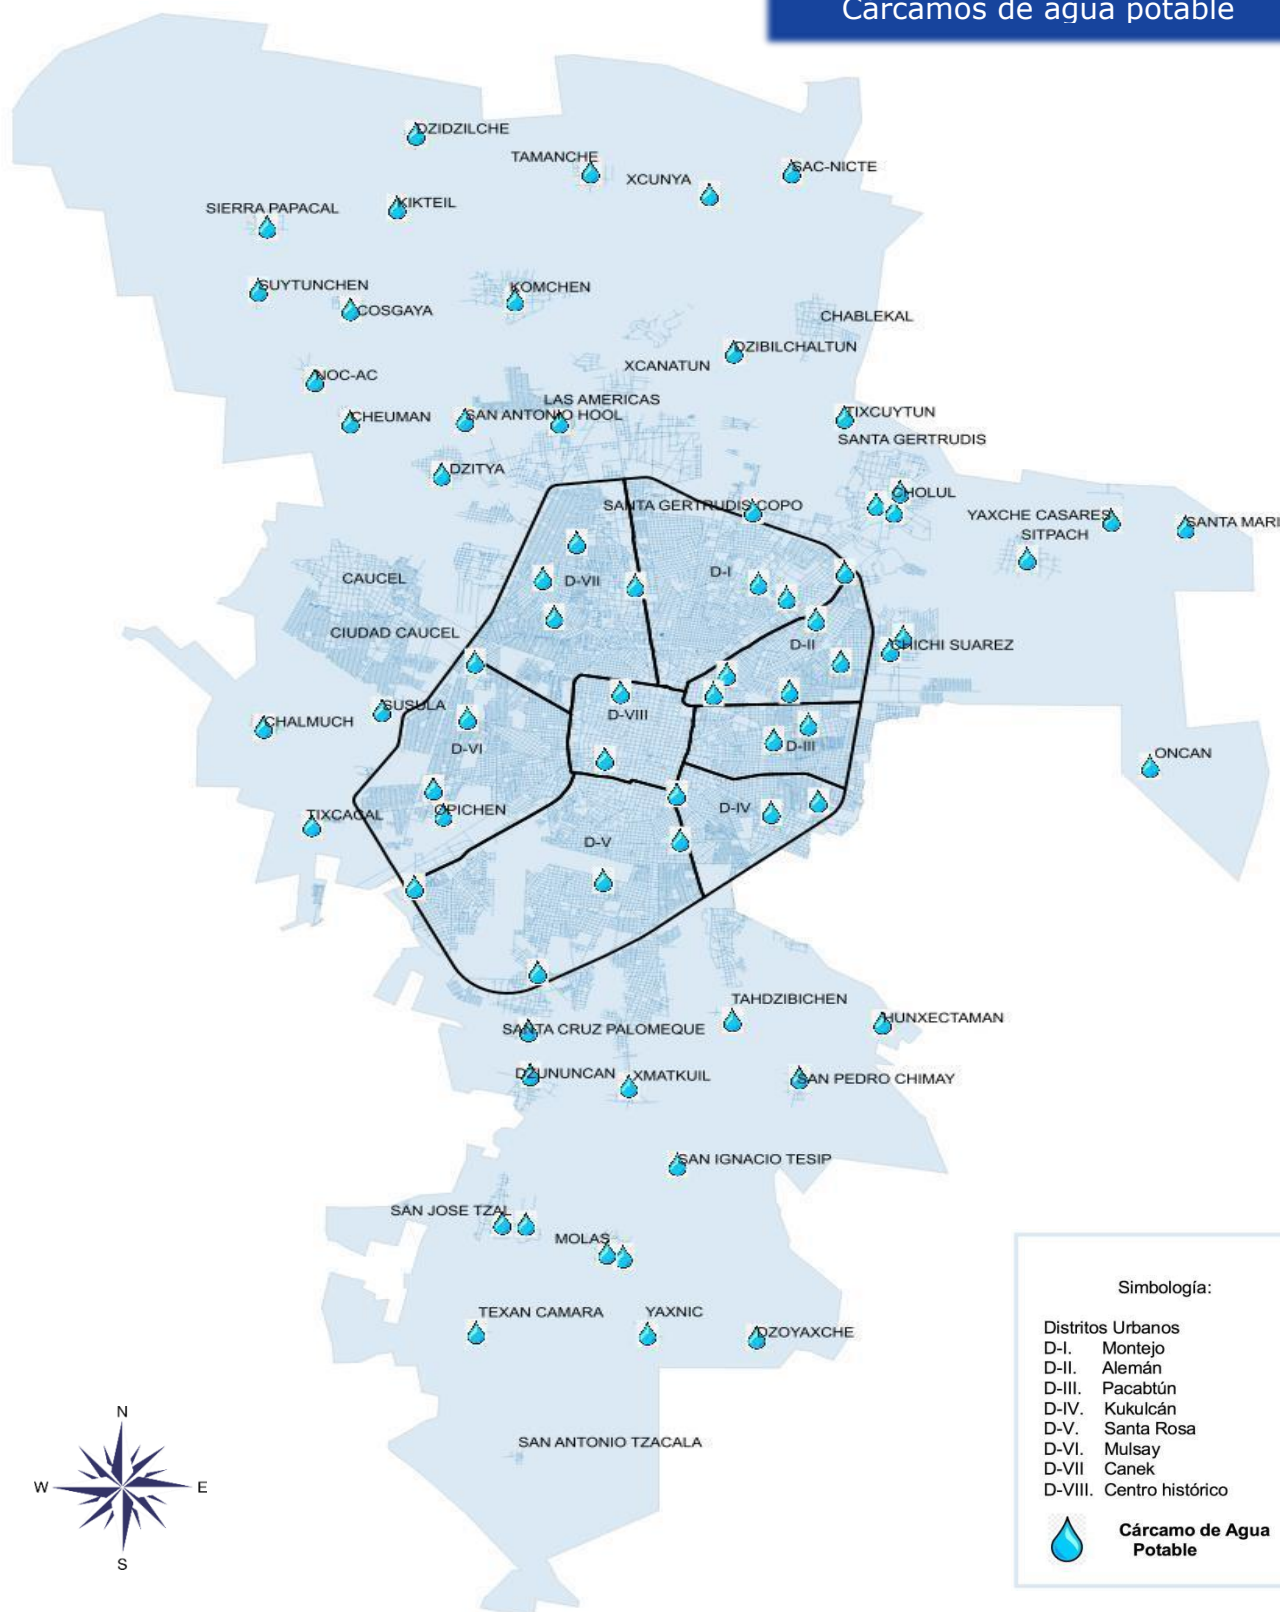 Cárcamos de agua potable
DZIDZILCHE
TAMANCHE
XCUNYA
SAC-NICTE
SIERRA PAPACAL
KIKTEIL
SUYTUNCHEN
COSGAYA
KOMCHEN
CHABLEKAL
DZIBILCHALTUN
XCANATUN
NOC-AC
CHEUMAN
LAS AMERICAS
SAN ANTONIO HOOL
TIXCUYTUN
SANTA GERTRUDIS
DZITYA
CHOLUL
SANTA GERTRUDIS COPO
YAXCHE CASARES
SANTA MARI
SITPACH
D-VII
D-I
CAUCEL
CIUDAD CAUCEL
D-II
CHICHI SUAREZ
SUSULA
CHALMUCH
D-VIII
D-VI
D-III
ONCAN
OPICHEN
TIXCACAL
D-IV
D-V
TAHDZIBICHEN
HUNXECTAMAN
SANTA CRUZ PALOMEQUE
DZUNUNCAN
XMATKUIL
SAN PEDRO CHIMAY
SAN IGNACIO TESIP
SAN JOSE TZAL
MOLAS
TEXAN CAMARA
YAXNIC
DZOYAXCHE
SAN ANTONIO TZACALA
N
W
E
S
Simbología:
Distritos Urbanos
D-I. Montejo
D-II. Alemán
D-III. Pacabtún
D-IV. Kukulcán
D-V. Santa Rosa
D-VI. Mulsay
D-VII Canek
D-VIII. Centro histórico
Cárcamo de Agua
Potable